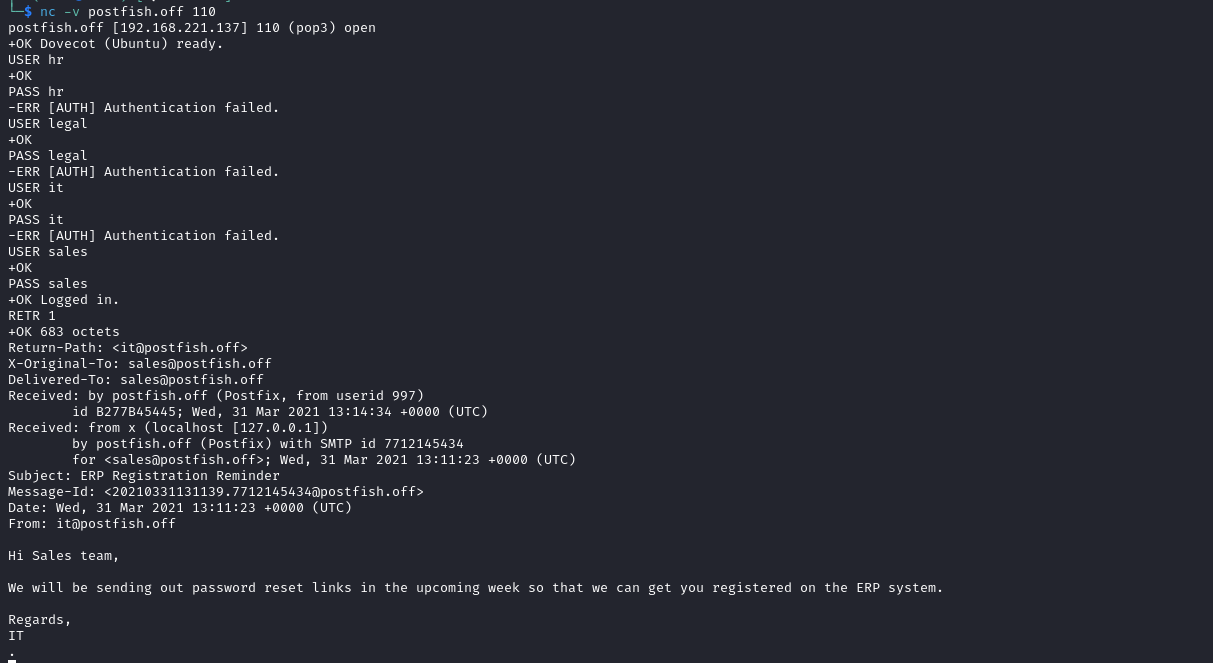 └─$ nc -v postfish.off 110
postfish.off [192.168.221.137] 110 (pop3) open
+OK Dovecot (Ubuntu) ready.
USER hr
+OK
PASS hr
-ERR [AUTH] Authentication failed.
USER legal
+OK
PASS legal
-ERR [AUTH] Authentication failed.
USER it
+OK
PASS it
-ERR [AUTH] Authentication failed.
USER sales
+OK
PASS sales
+OK Logged in.
RETR 1
+OK 683 octets
Return-Path: <it@postfish.off>
X-Original-To: sales@postfish.off
Delivered-To: sales@postfish.off
Received: by postfish.off (Postfix, from userid 997)
        id B277B45445; Wed, 31 Mar 2021 13:14:34 +0000 (UTC)
Received: from x (localhost [127.0.0.1])
        by postfish.off (Postfix) with SMTP id 7712145434
        for <sales@postfish.off>; Wed, 31 Mar 2021 13:11:23 +0000 (UTC)
Subject: ERP Registration Reminder
Message-Id: <20210331131139.7712145434@postfish.off>
Date: Wed, 31 Mar 2021 13:11:23 +0000 (UTC)
From: it@postfish.off

Hi Sales team,

We will be sending out password reset links in the upcoming week so that we can get you registered on the ERP system.

Regards,
IT
.